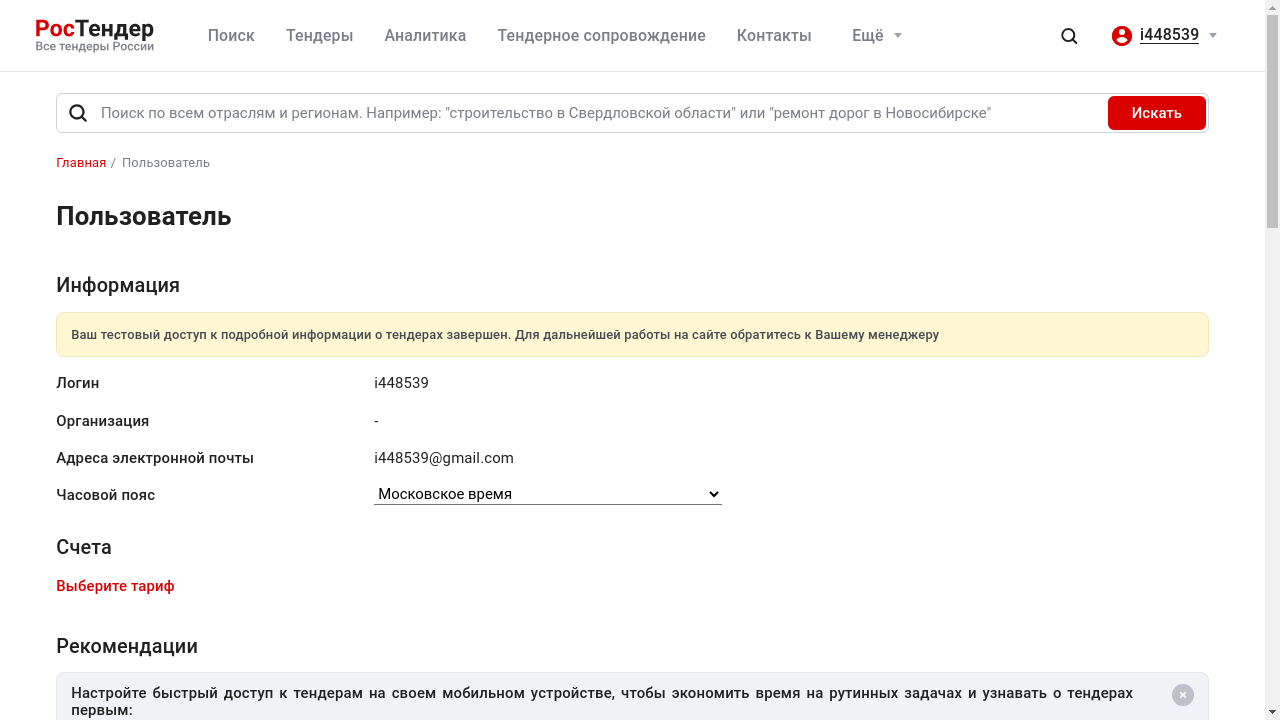 РосТендер
Все тендеры России
Поиск Тендеры Аналитика Тендерное сопровождение Контакты Ещё i448539
Поиск по всем отраслям и регионам. Например: "строительство в Свердловской области" или "ремонт дорог в Новосибирске" Искать
Главная / Пользователь
Пользователь
Информация
Ваш тестовый доступ к подробной информации о тендерах завершен. Для дальнейшей работы на сайте обратитесь к Вашему менеджеру
Логин i448539
Организация -
Адреса электронной почты i448539@gmail.com
Часовой пояс Московское время
Счета
Выберите тариф
Рекомендации
Настройте быстрый доступ к тендерам на своем мобильном устройстве, чтобы экономить время на рутинных задачах и узнавать о тендерах
первым: